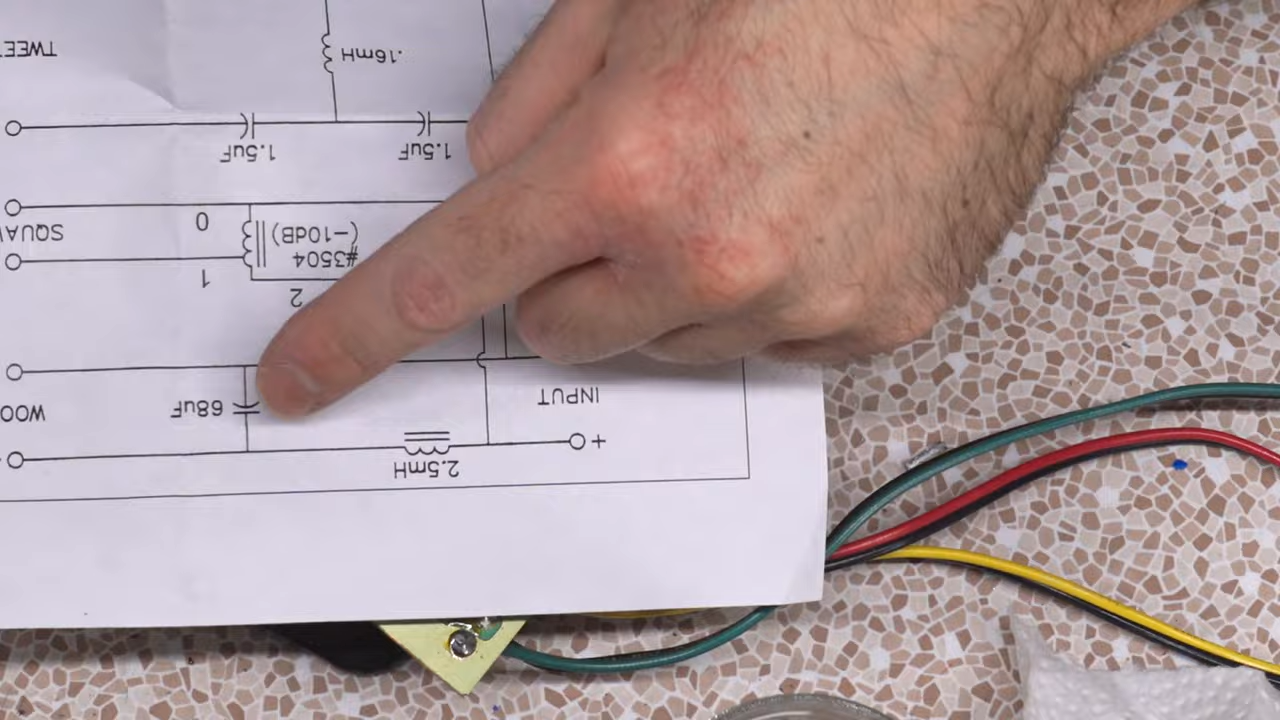 2.5mH
+
INPUT
68uF
WOO
2
1
#3504
(-10dB)
0
SQUA
1.5uF
1.5uF
.16mH
TWEE